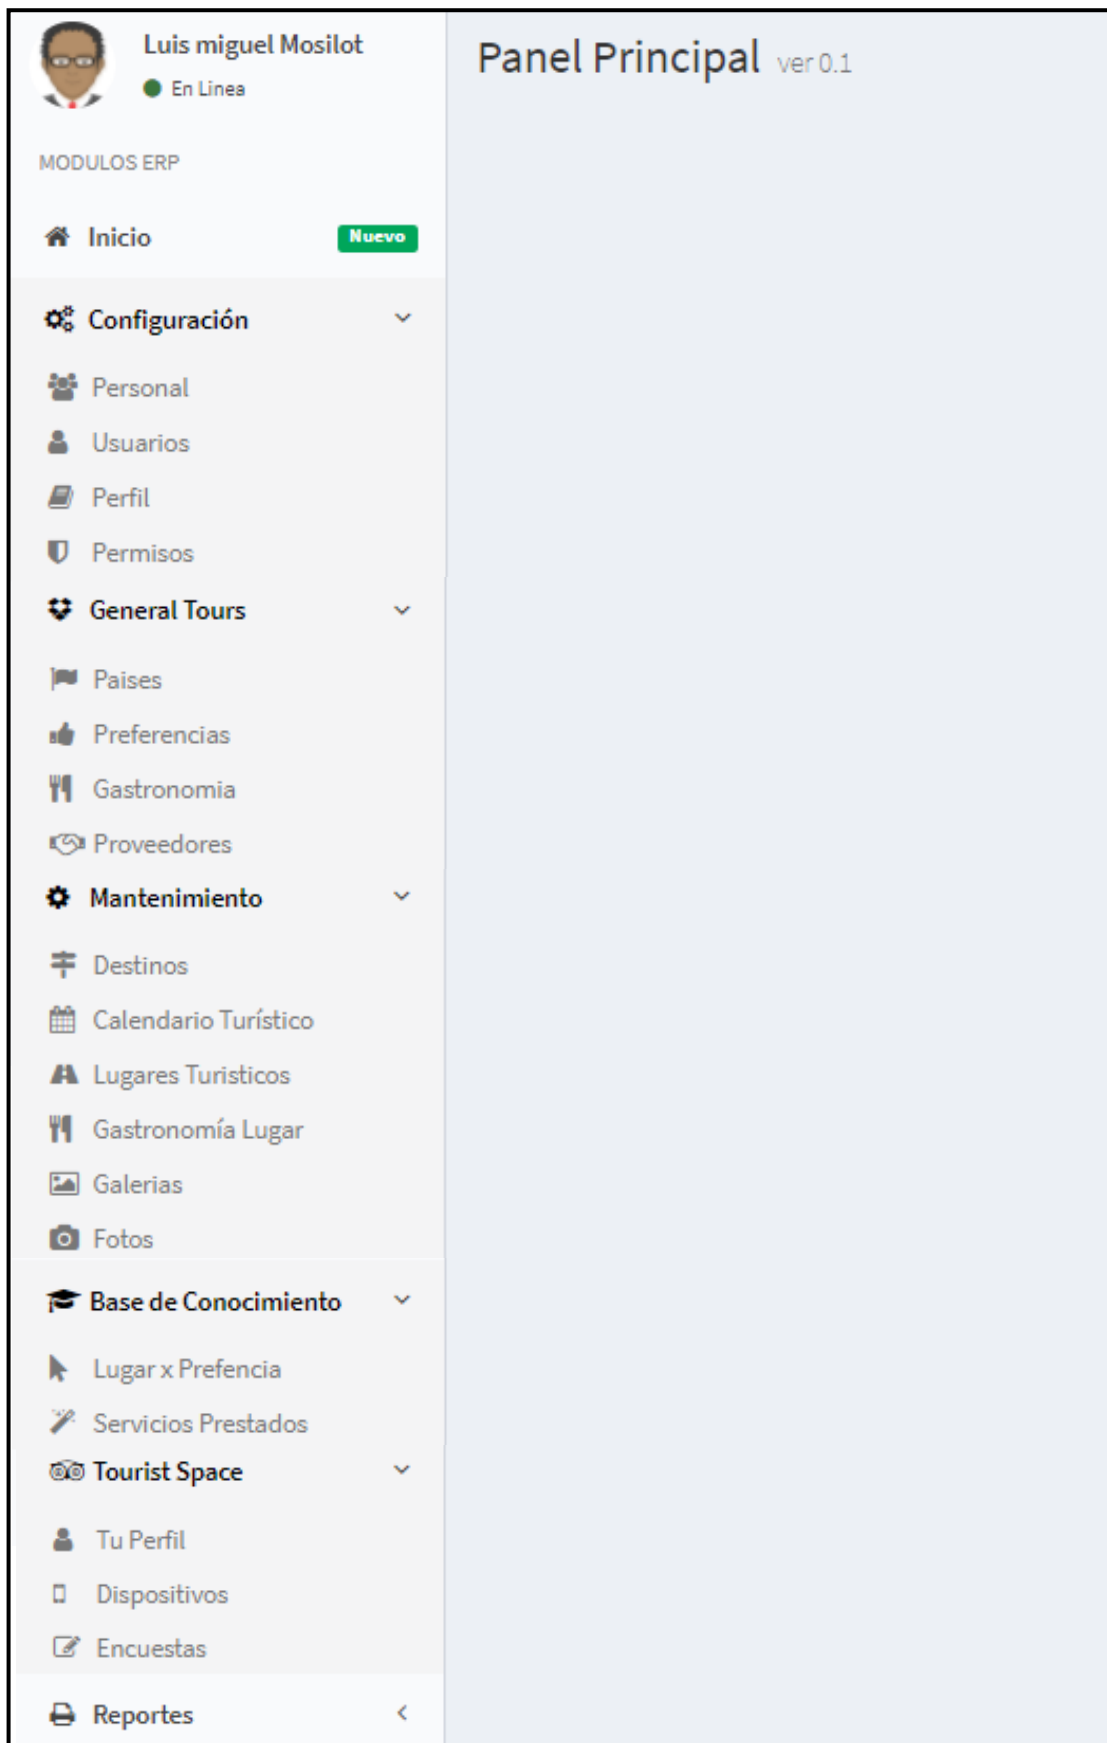 Luis miguel Mosilot
En Linea
Panel Principal ver 0.1
MODULOS ERP
Inicio Nuevo
Configuración
Personal
Usuarios
Perfil
Permisos
General Tours
Paises
Preferencias
Gastronomia
Proveedores
Mantenimiento
Destinos
Calendario Turístico
Lugares Turisticos
Gastronomía Lugar
Galerias
Fotos
Base de Conocimiento
Lugar x Prefencia
Servicios Prestados
Tourist Space
Tu Perfil
Dispositivos
Encuestas
Reportes